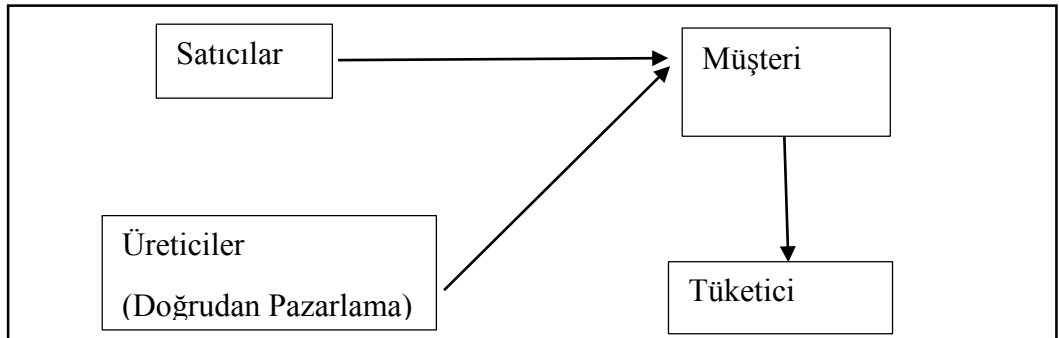 Satıcılar
Müşteri
Üreticiler
(Doğrudan Pazarlama)
Tüketici